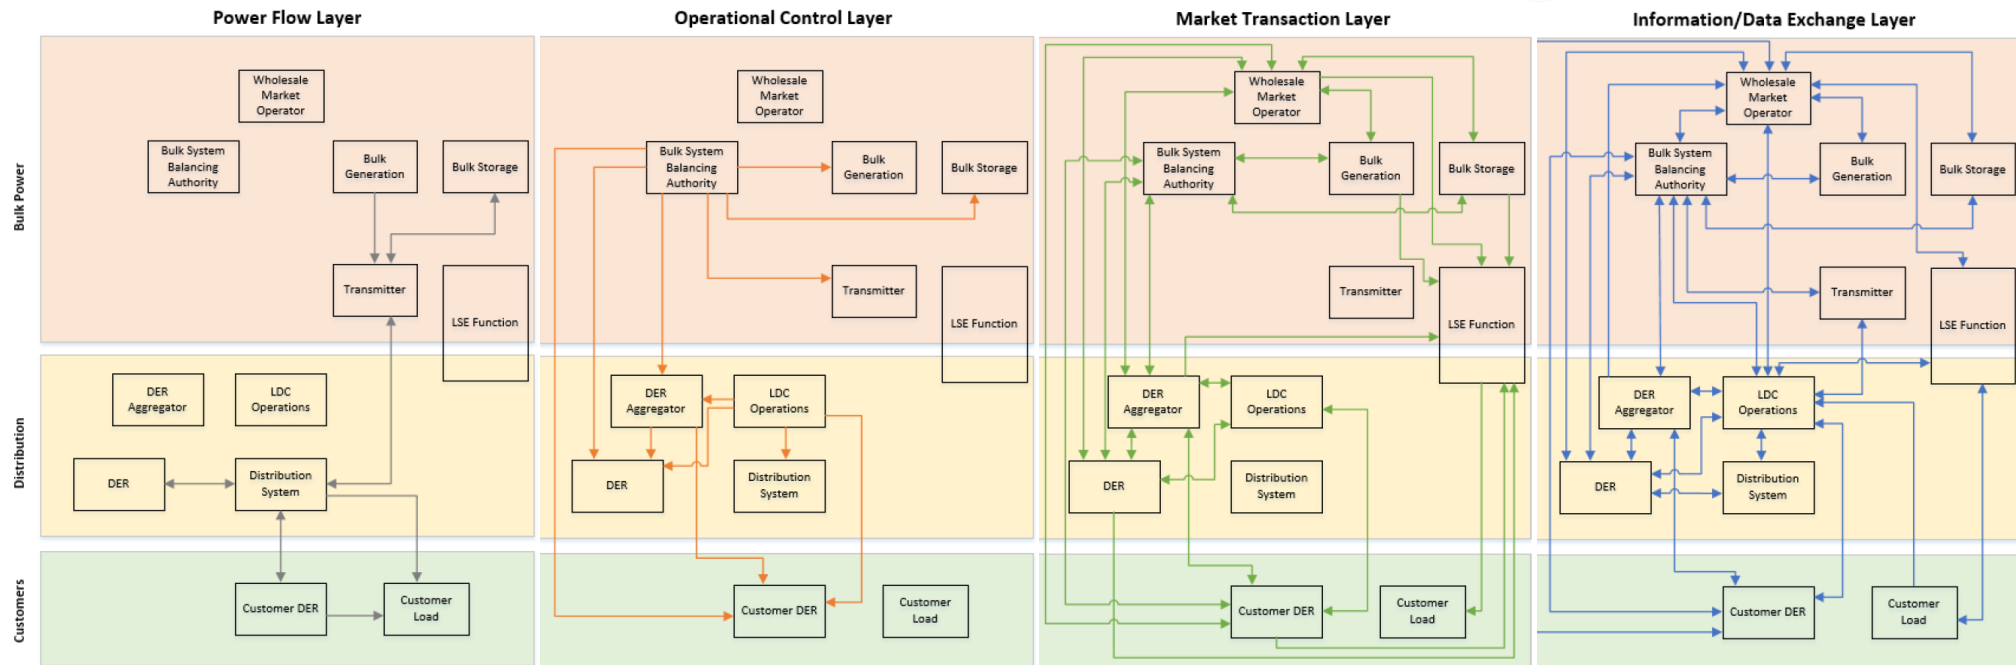 Power Flow Layer
Operational Control Layer
Market Transaction Layer
Information/Data Exchange Layer
Bulk Power
Distribution
Customers
Wholesale
Market
Operator
Bulk System
Balancing
Authority
Bulk
Generation
Bulk Storage
Transmitter
LSE Function
DER
Aggregator
LDC
Operations
DER
Distribution
System
Customer DER
Customer
Load
Wholesale
Market
Operator
Bulk System
Balancing
Authority
Bulk
Generation
Bulk Storage
Transmitter
LSE Function
DER
Aggregator
LDC
Operations
DER
Distribution
System
Customer DER
Customer
Load
Wholesale
Market
Operator
Bulk System
Balancing
Authority
Bulk
Generation
Bulk Storage
Transmitter
LSE Function
DER
Aggregator
LDC
Operations
DER
Distribution
System
Customer DER
Customer
Load
Wholesale
Market
Operator
Bulk System
Balancing
Authority
Bulk
Generation
Bulk Storage
Transmitter
LSE Function
DER
Aggregator
LDC
Operations
DER
Distribution
System
Customer DER
Customer
Load